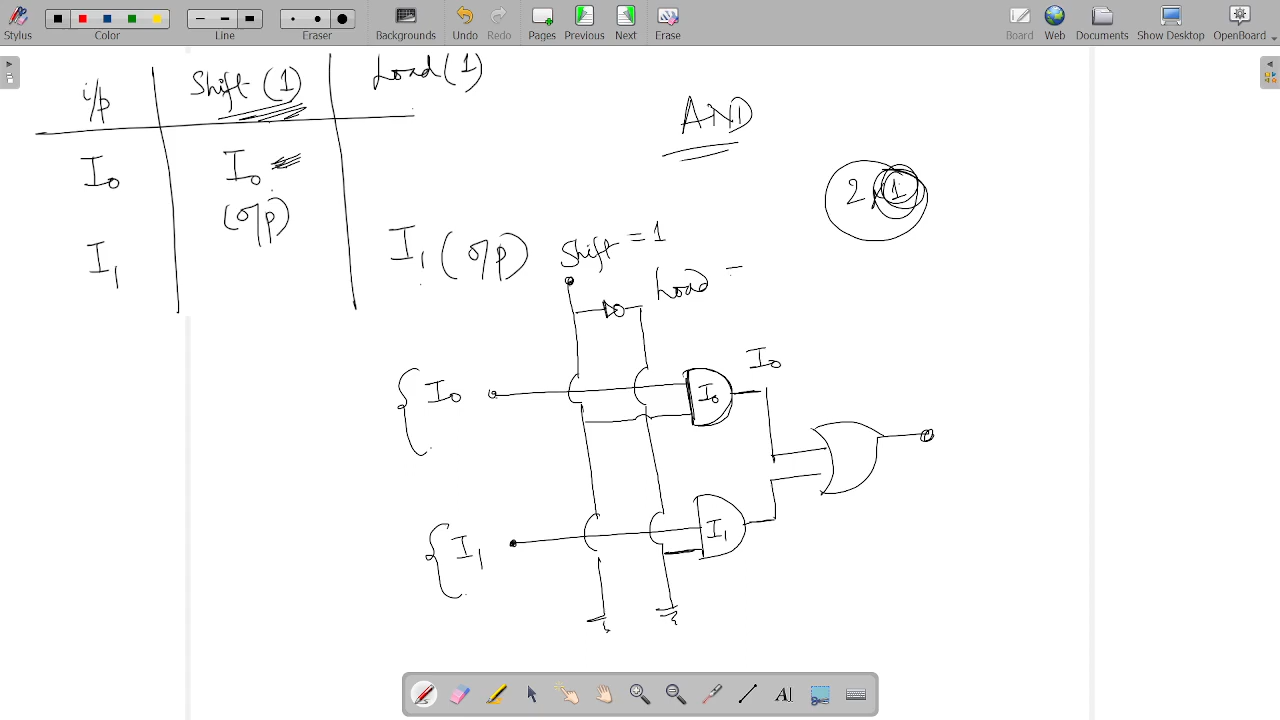 Stylus Color Line Eraser Backgrounds Undo Redo Pages Previous Next Erase Board Web Documents Show Desktop OpenBoard
i/p Shift (1) Load (1)
AND
I₀ I₀
(o/p)
2 1
I₁ I₁ (o/p)
Shift = 1
Load =
I₀
I₀ I₀
I₁ I₁
AI